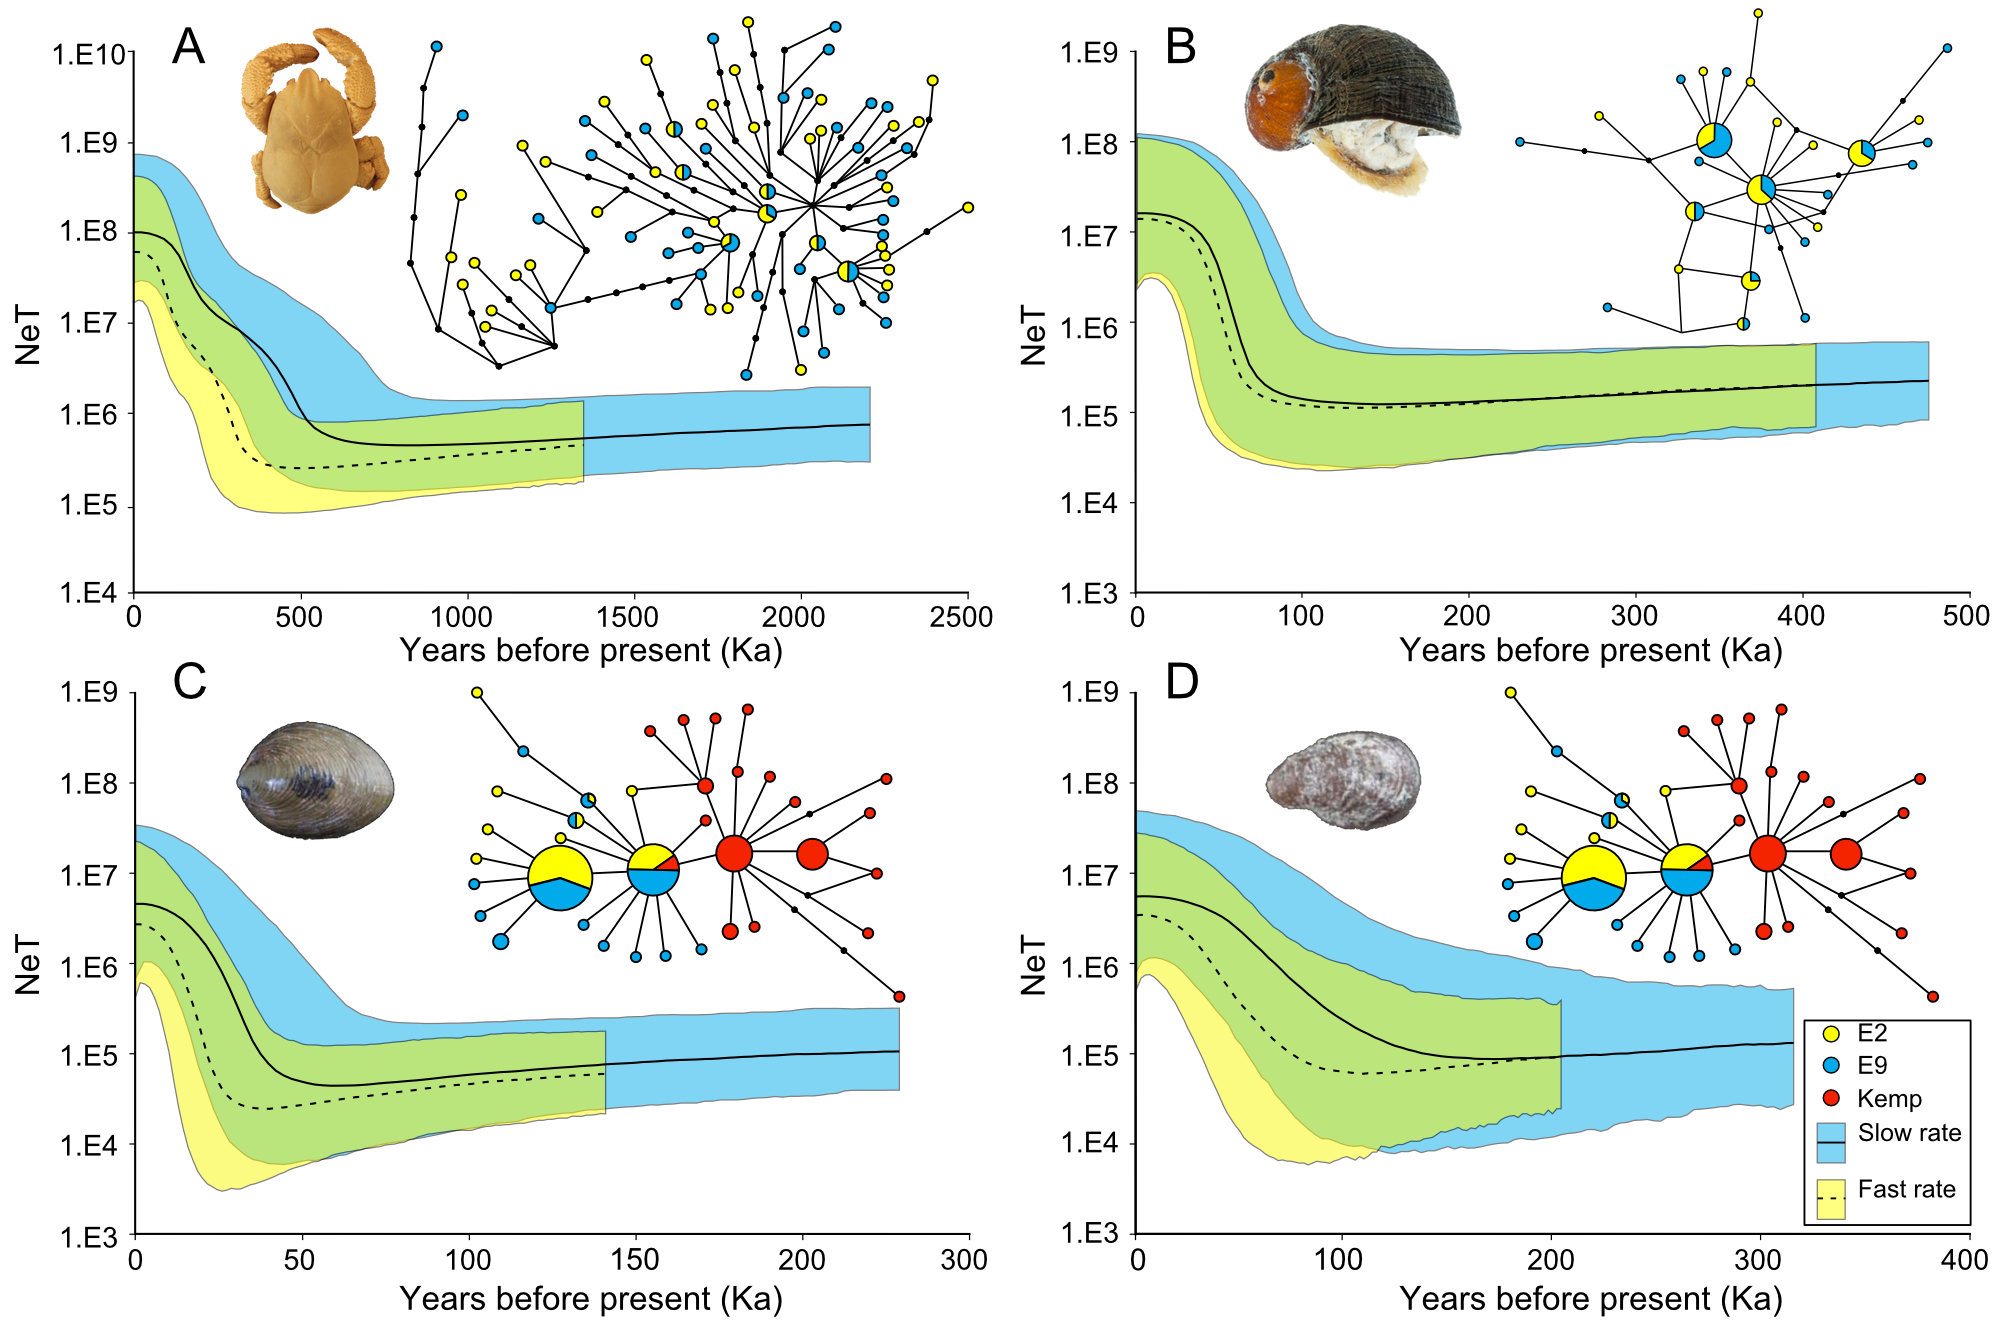 A
1.E10
1.E9
1.E8
1.E7
1.E6
1.E5
1.E4
NeT
0 500 1000 1500 2000 2500
Years before present (Ka)
B
1.E9
1.E8
1.E7
1.E6
1.E5
1.E4
1.E3
NeT
0 100 200 300 400 500
Years before present (Ka)
C
1.E9
1.E8
1.E7
1.E6
1.E5
1.E4
1.E3
NeT
0 50 100 150 200 300
Years before present (Ka)
D
1.E9
1.E8
1.E7
1.E6
1.E5
1.E4
1.E3
NeT
0 100 200 300 400
Years before present (Ka)
E2
E9
Kemp
Slow rate
Fast rate